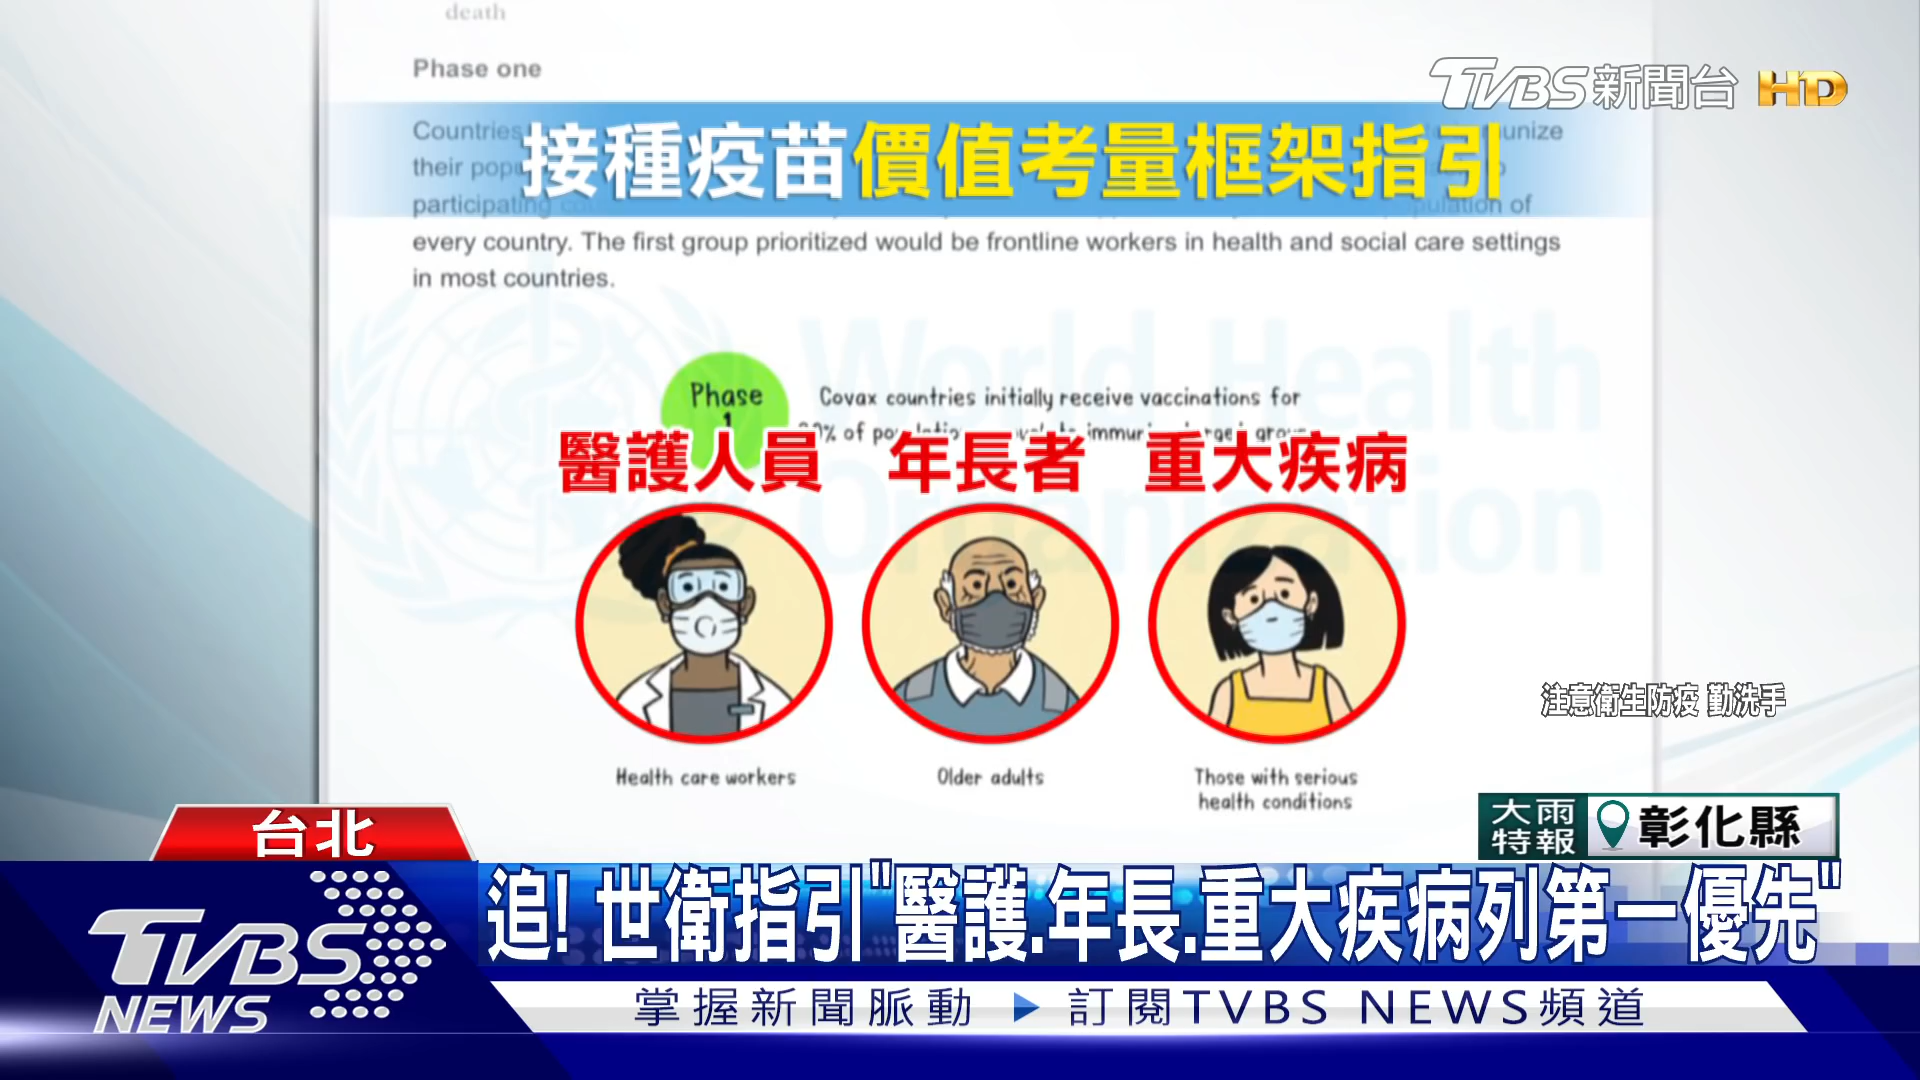 death
Phase one
TVBS新聞台 HD
接種疫苗價值考量框架指引
Countries
unize
their
participating
ulation of
every country. The first group prioritized would be frontline workers in health and social care settings
in most countries.
World Health
Organization
Phase
1
Covax countries initially receive vaccinations for
% of
醫護人員 年長者 重大疾病
Health care workers
Older adults
Those with serious
health conditions
注意衛生防疫 勤洗手
大雨
特報
彰化縣
台北
追! 世衛指引"醫護.年長.重大疾病列第一優先"
TVBS
NEWS
掌握新聞脈動 ▶ 訂閱TVBS NEWS頻道